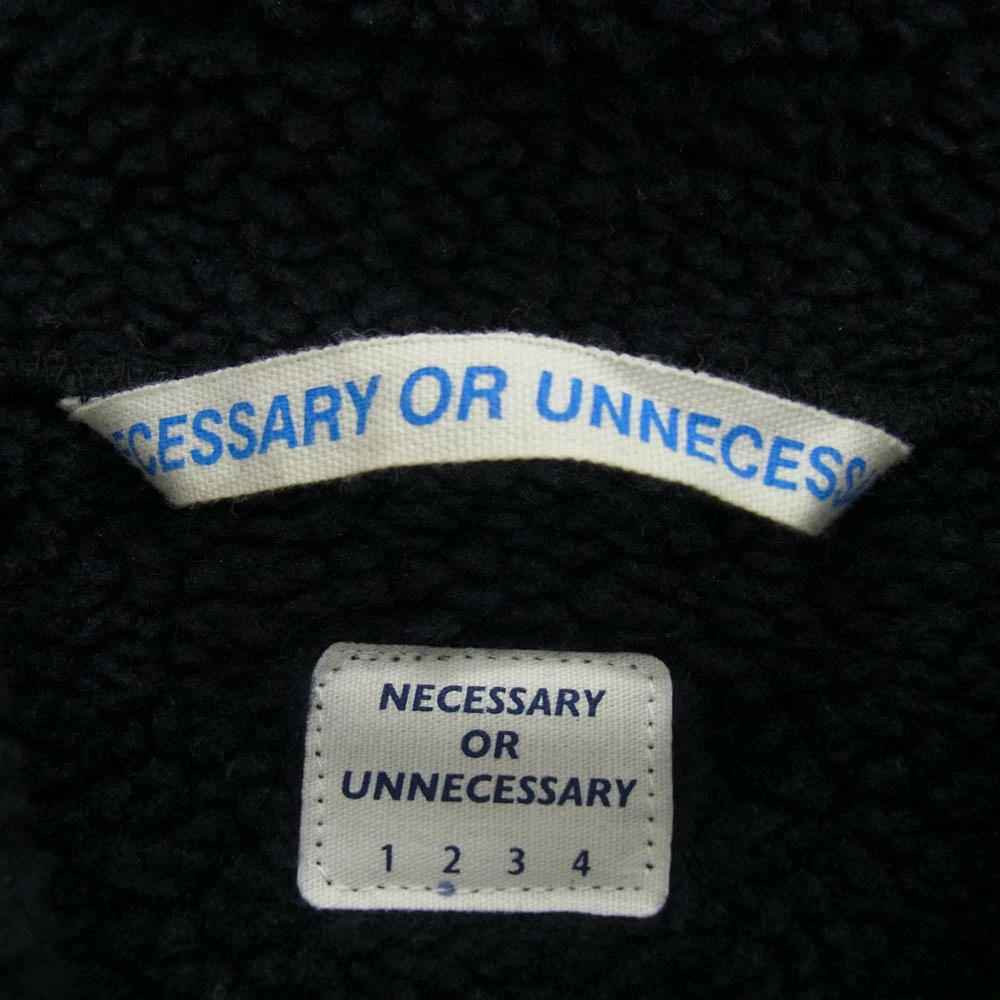 ECESSARY OR UNNECESS
NECESSARY
OR
UNNECESSARY
1 2 3 4